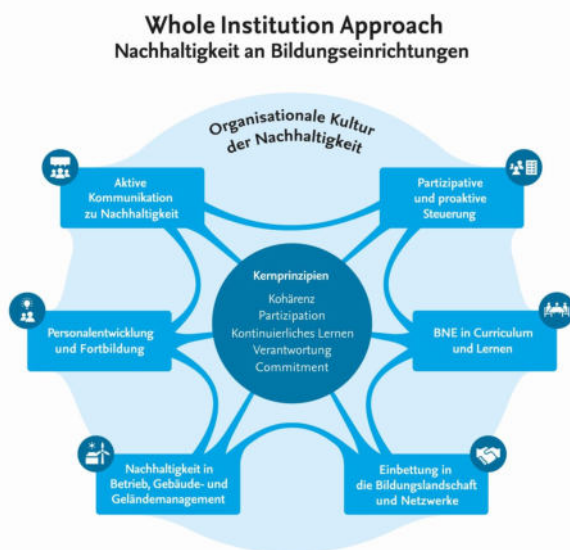 Whole Institution Approach
Nachhaltigkeit an Bildungseinrichtungen
Organisationale Kultur
der Nachhaltigkeit
Aktive
Kommunikation
zu Nachhaltigkeit
Partizipative
und proaktive
Steuerung
Kernprinzipien
Kohärenz
Partizipation
Kontinuierliches Lernen
Verantwortung
Commitment
Personalentwicklung
und Fortbildung
BNE in Curriculum
und Lernen
Nachhaltigkeit in
Betrieb, Gebäude- und
Geländemanagement
Einbettung in
die Bildungslandschaft
und Netzwerke